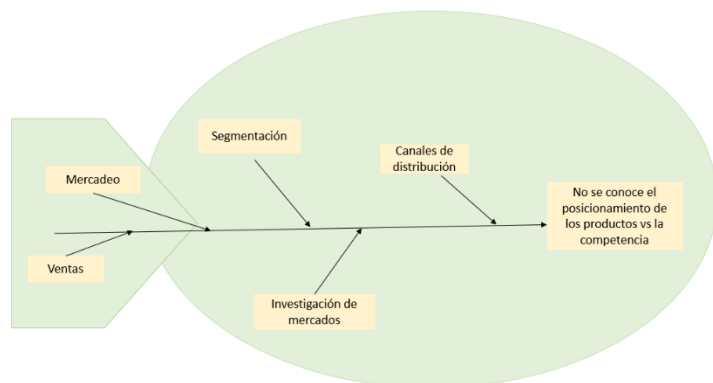 Segmentación
Canales de
distribución
Mercadeo
No se conoce el
posicionamiento de
los productos vs la
competencia
Ventas
Investigación de
mercados